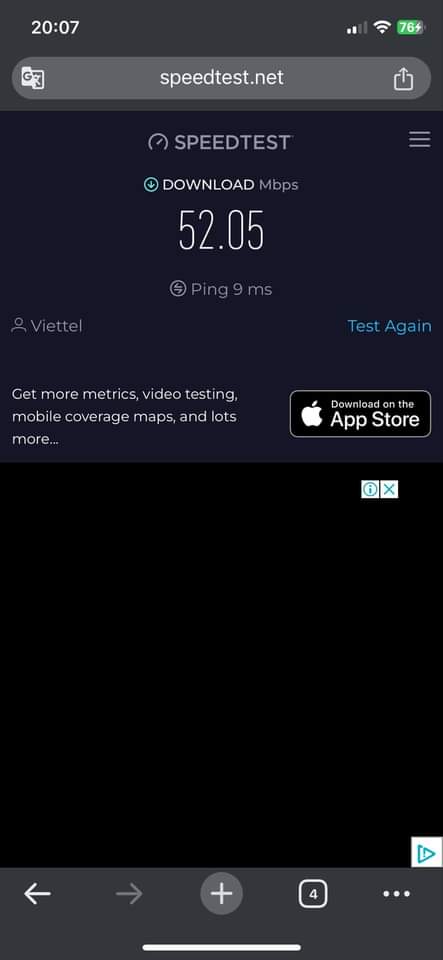 20:07
76
speedtest.net
SPEEDTEST
DOWNLOAD Mbps
52.05
Ping 9 ms
Viettel
Test Again
Get more metrics, video testing,
mobile coverage maps, and lots
more...
Download on the
App Store
4